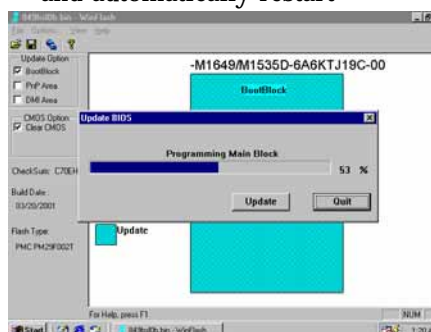 and automatically restart
WinFlash
Update Option
BootBlock
PnP Area
DMI Area
CMOS Option
Clear CMOS
CheckSum: C70EH
Build Date:
03/20/2001
Flash Type:
PMC PM29F002T
-M1649/M1535D-6A6KTJ19C-00
BootBlock
Update BIOS
Programming Main Block
53 %
Update
Quit
Update
For Help, press F1
NUM
Start
WinFlash